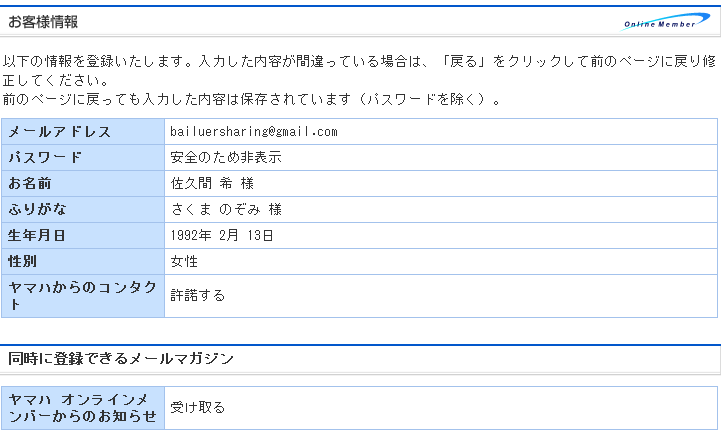 お客様情報
Online Member
以下の情報を登録いたします。入力した内容が間違っている場合は、「戻る」をクリックして前のページに戻り修
正してください。
前のページに戻っても入力した内容は保存されています（パスワードを除く）。
メールアドレス bailuersharing@gmail.com
パスワード 安全のため非表示
お名前 佐久間 希 様
ふりがな さくま のぞみ 様
生年月日 1992年 2月 13日
性別 女性
ヤマハからのコンタク
ト 許諾する
同時に登録できるメールマガジン
ヤマハ オンラインメ
ンバーからのお知らせ 受け取る